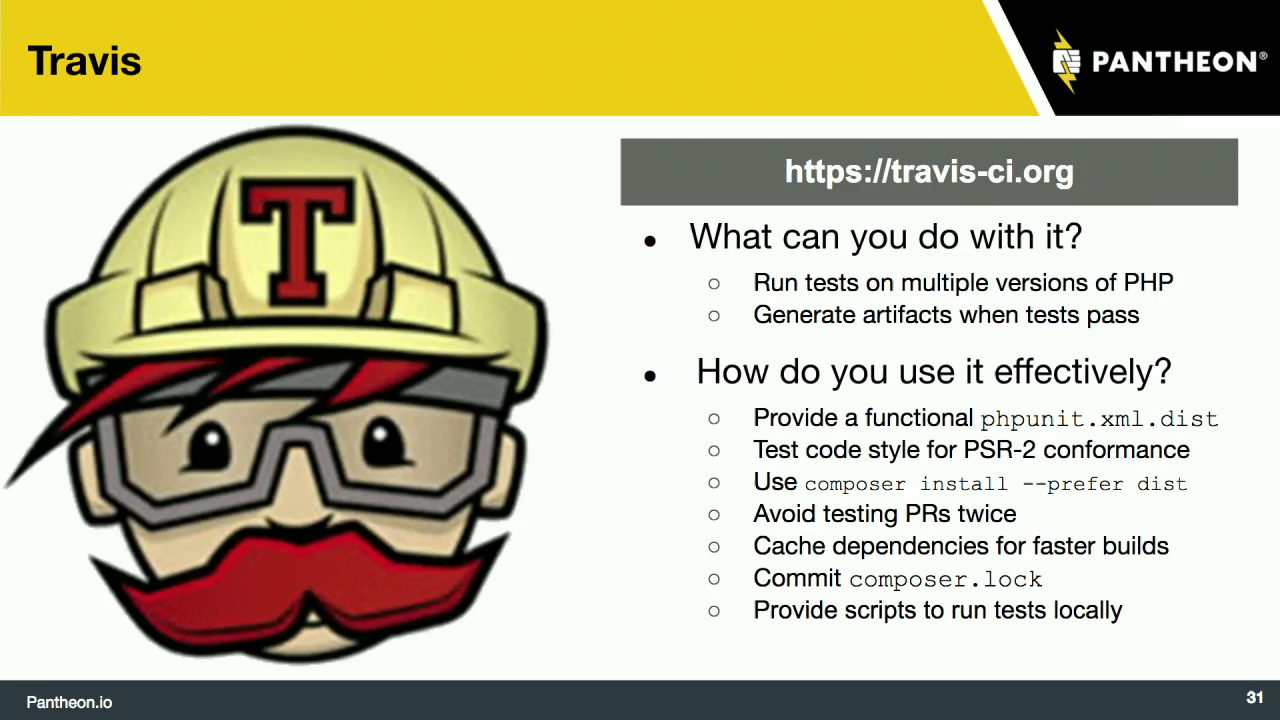 Travis
PANTHEON®
T
https://travis-ci.org
● What can you do with it?
○ Run tests on multiple versions of PHP
○ Generate artifacts when tests pass
● How do you use it effectively?
○ Provide a functional phpunit.xml.dist
○ Test code style for PSR-2 conformance
○ Use composer install --prefer dist
○ Avoid testing PRs twice
○ Cache dependencies for faster builds
○ Commit composer.lock
○ Provide scripts to run tests locally
Pantheon.io
31